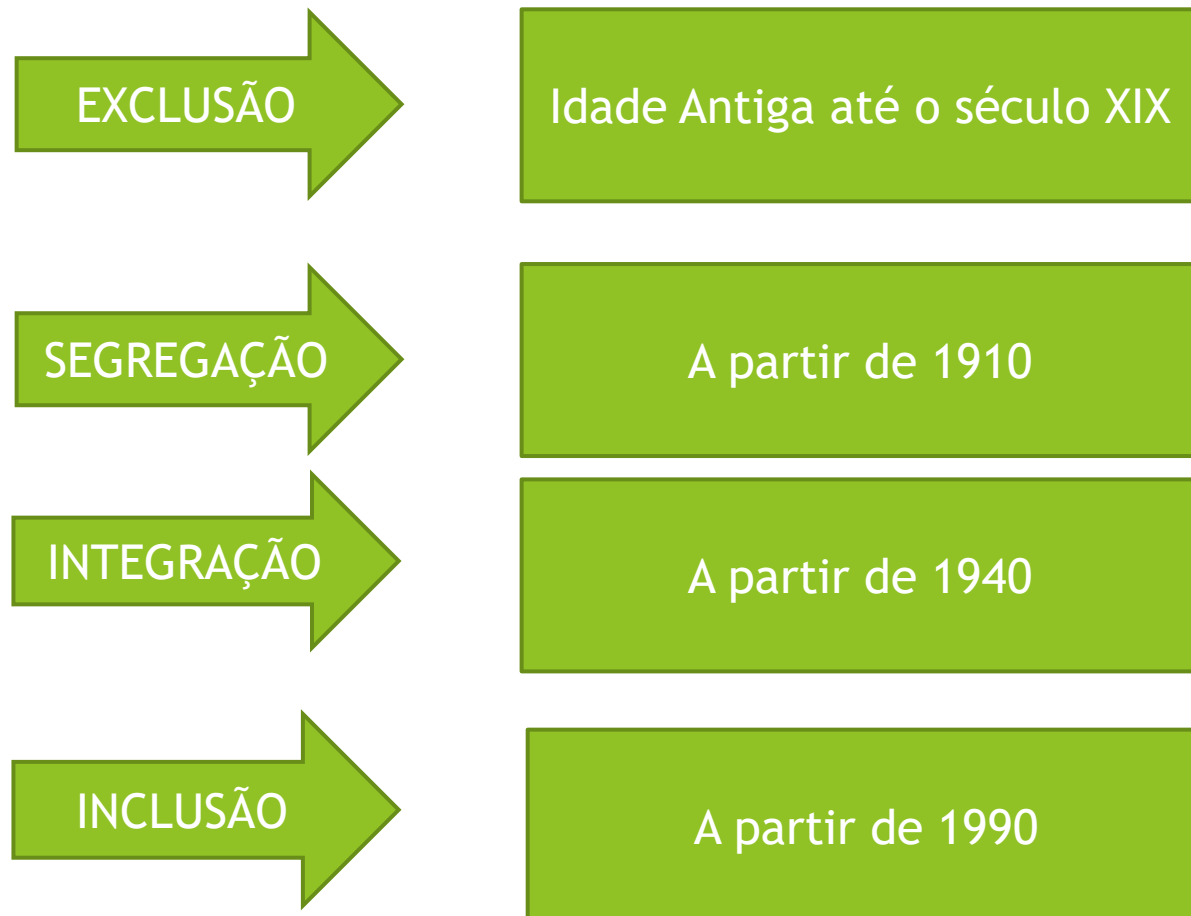 EXCLUSÃO
Idade Antiga até o século XIX
SEGREGAÇÃO
A partir de 1910
INTEGRAÇÃO
A partir de 1940
INCLUSÃO
A partir de 1990